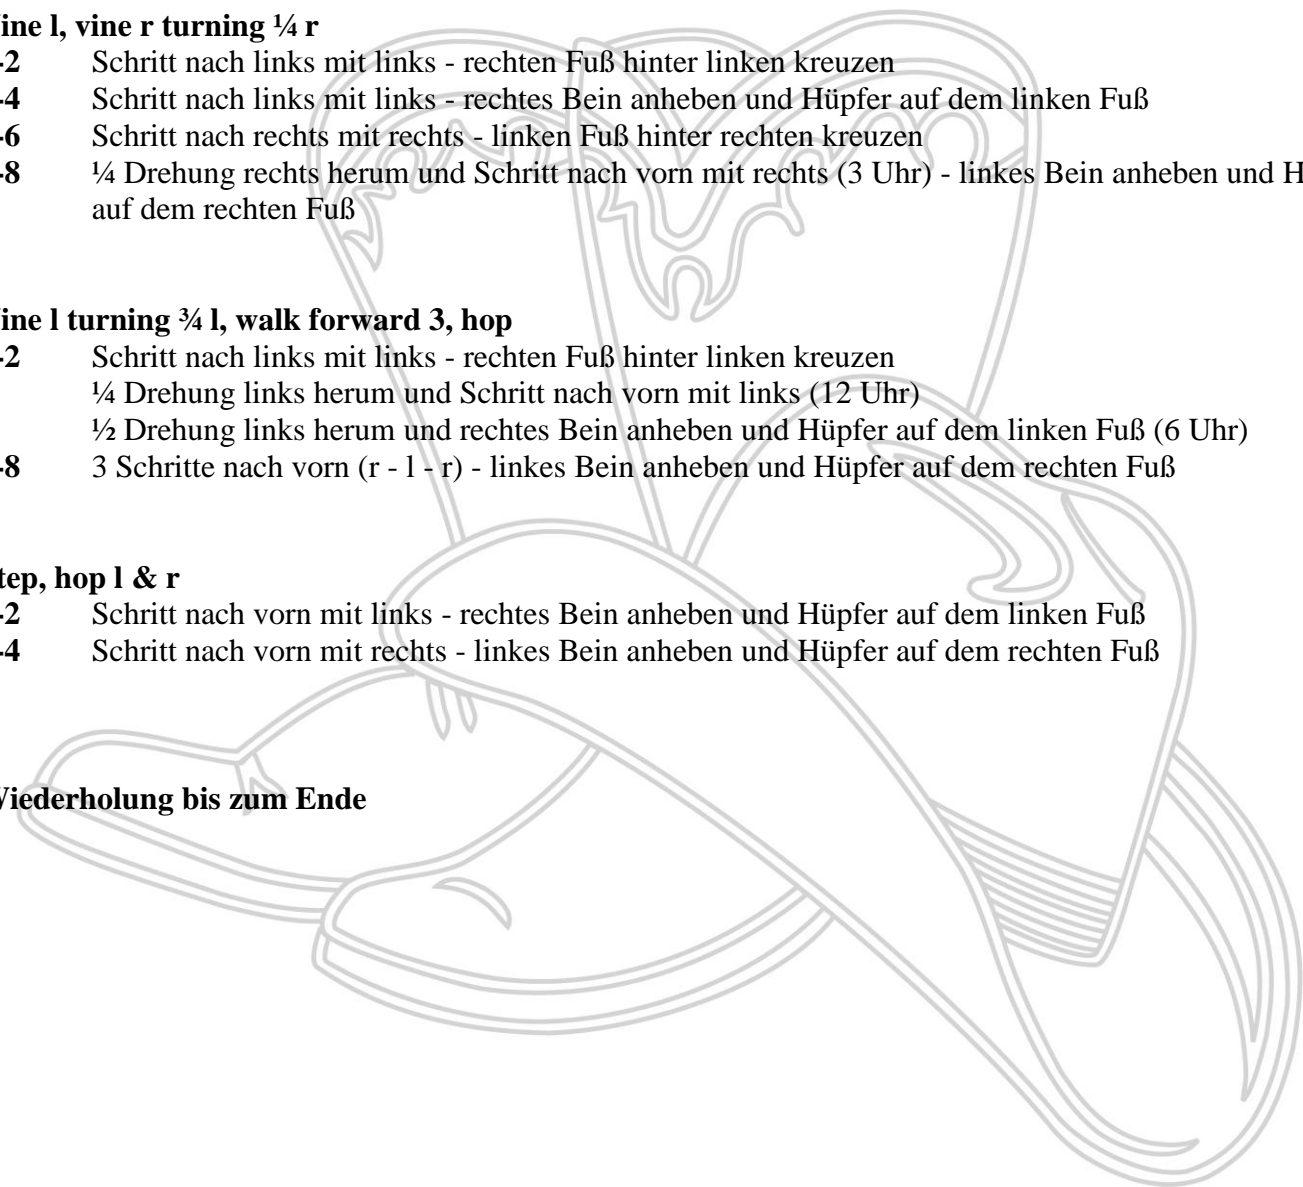 ine l, vine r turning ¼ r
-2 Schritt nach links mit links - rechten Fuß hinter linken kreuzen
-4 Schritt nach links mit links - rechtes Bein anheben und Hüpfer auf dem linken Fuß
-6 Schritt nach rechts mit rechts - linken Fuß hinter rechten kreuzen
-8 ¼ Drehung rechts herum und Schritt nach vorn mit rechts (3 Uhr) - linkes Bein anheben und H
auf dem rechten Fuß
ine l turning ¾ l, walk forward 3, hop
-2 Schritt nach links mit links - rechten Fuß hinter linken kreuzen
¼ Drehung links herum und Schritt nach vorn mit links (12 Uhr)
½ Drehung links herum und rechtes Bein anheben und Hüpfer auf dem linken Fuß (6 Uhr)
-8 3 Schritte nach vorn (r - l - r) - linkes Bein anheben und Hüpfer auf dem rechten Fuß
tep, hop l & r
-2 Schritt nach vorn mit links - rechtes Bein anheben und Hüpfer auf dem linken Fuß
-4 Schritt nach vorn mit rechts - linkes Bein anheben und Hüpfer auf dem rechten Fuß
Wiederholung bis zum Ende